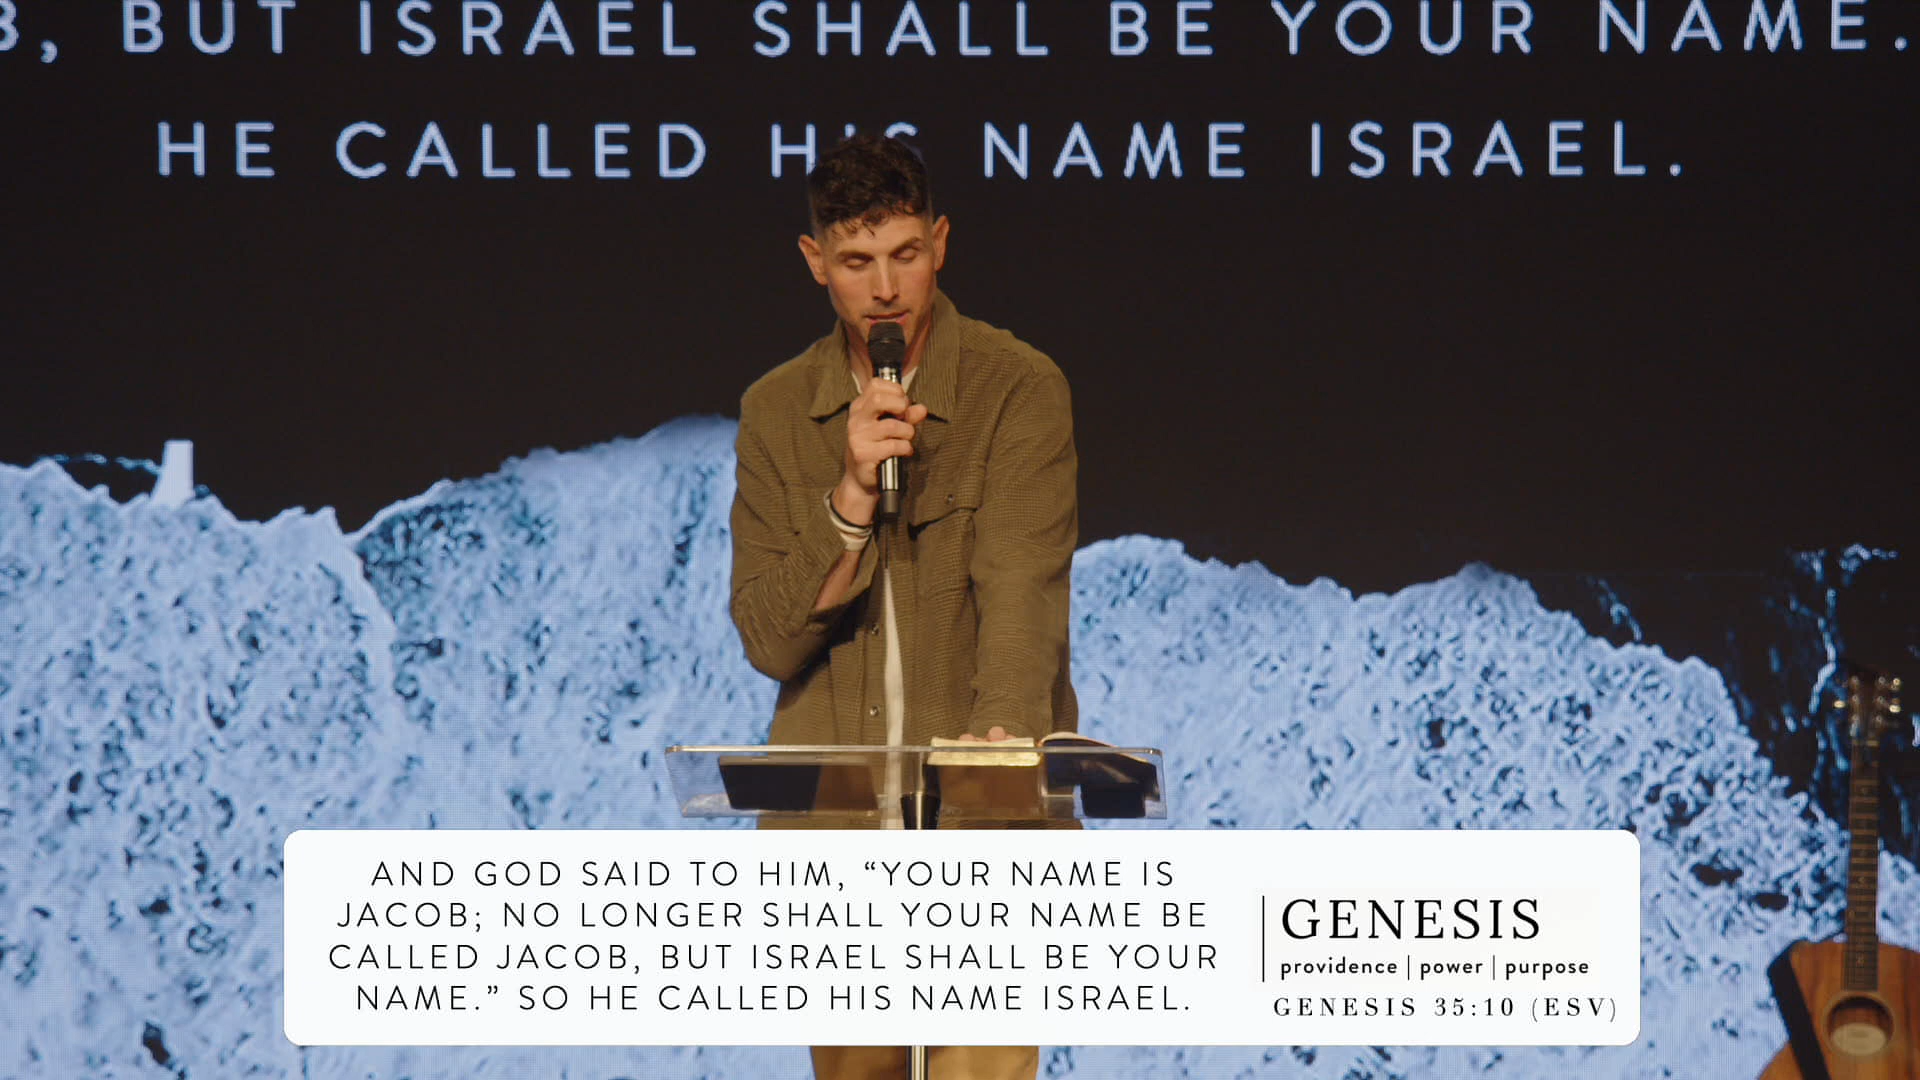 B, BUT ISRAEL SHALL BE YOUR NAME.
HE CALLED HIS NAME ISRAEL.
AND GOD SAID TO HIM, “YOUR NAME IS
JACOB; NO LONGER SHALL YOUR NAME BE
CALLED JACOB, BUT ISRAEL SHALL BE YOUR
NAME.” SO HE CALLED HIS NAME ISRAEL.
GENESIS
providence | power | purpose
GENESIS 35:10 (ESV)